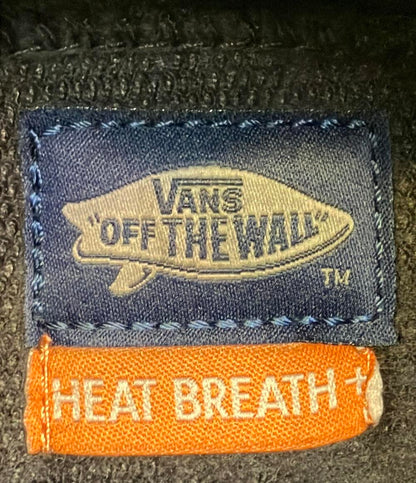 VANS
"OFF THE WALL"
TM
HEAT BREATH +